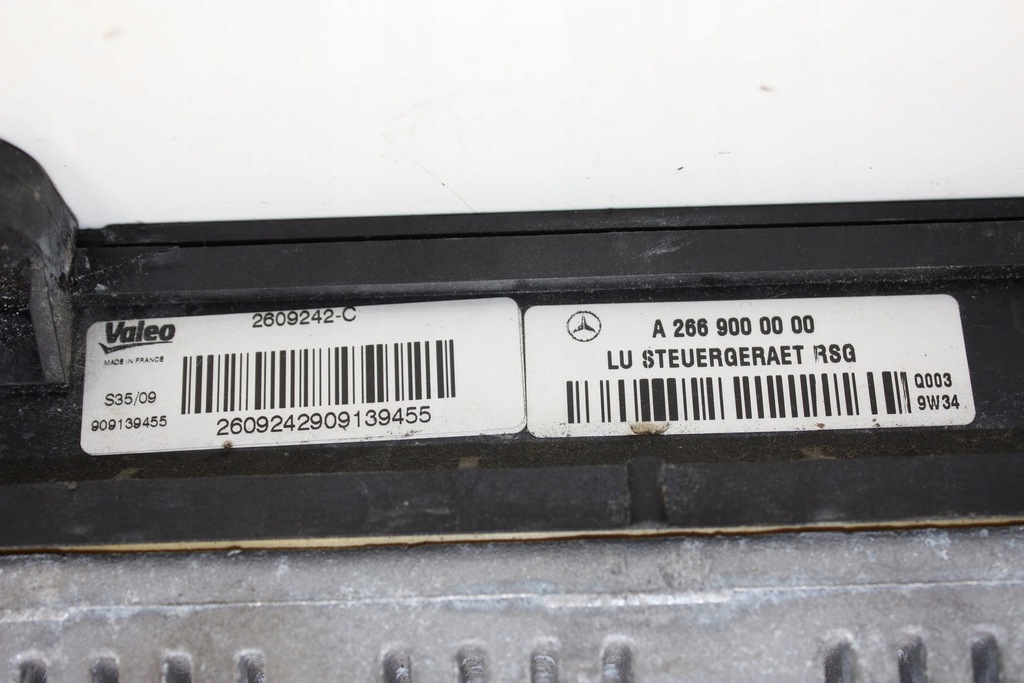 Valeo
2609242-C
MADE IN FRANCE
S35/09
909139455
2609242909139455
A 266 900 00 00
LU STEUERGERAET RSG
Q003
9W34